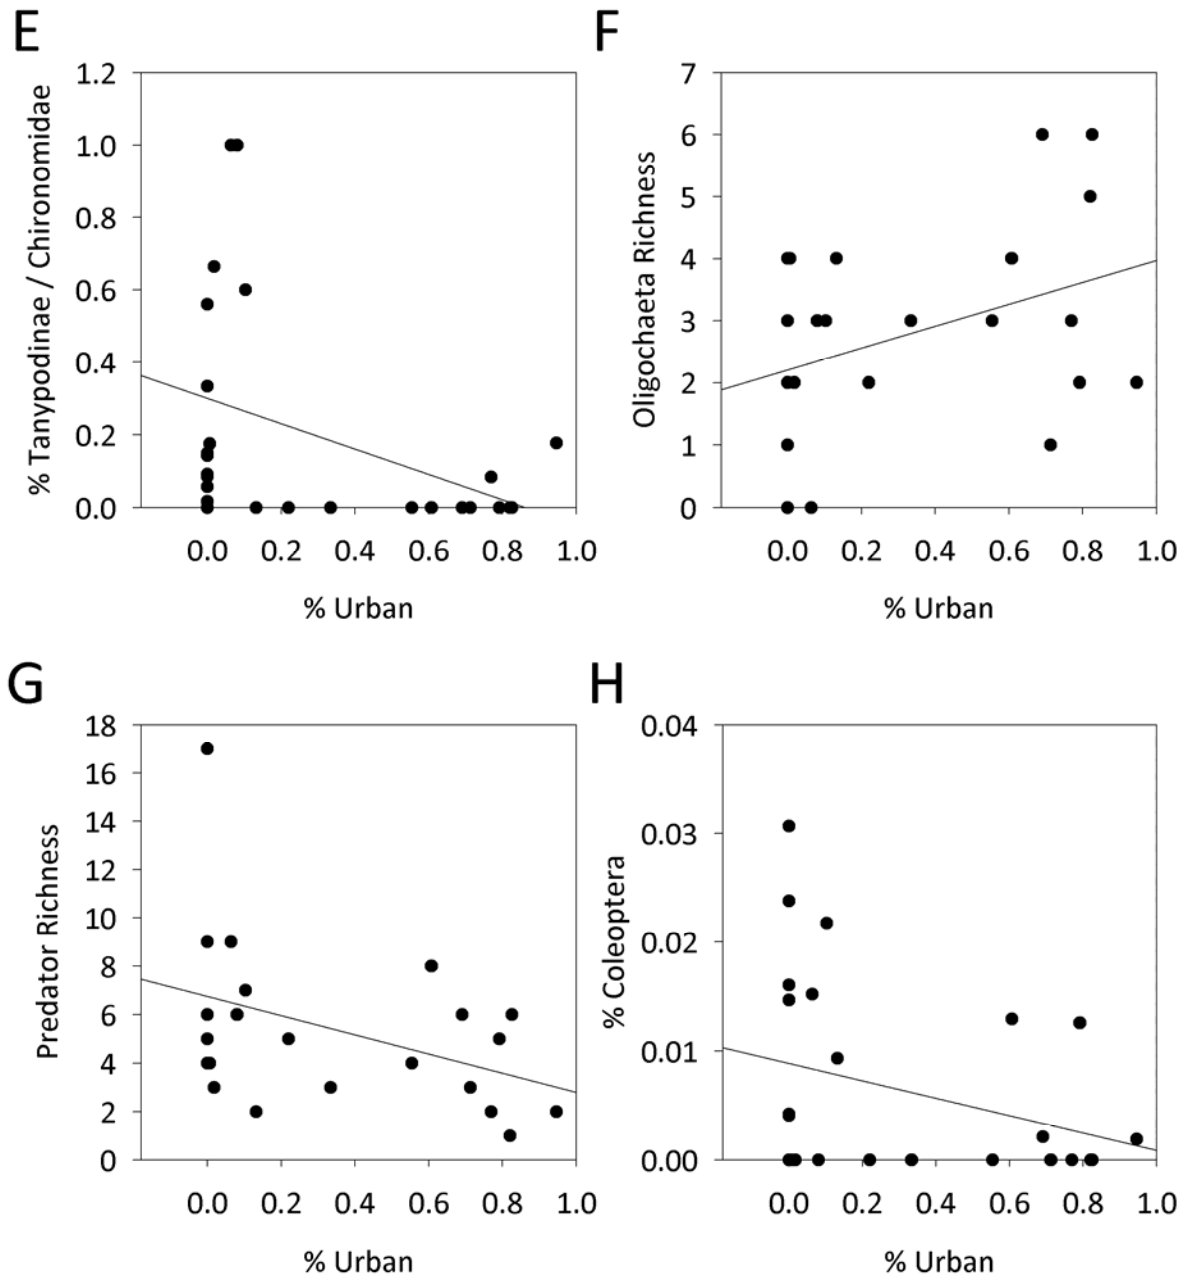 E
% Tanypodinae / Chironomidae
1.2
1.0
0.8
0.6
0.4
0.2
0.0
0.0 0.2 0.4 0.6 0.8 1.0
% Urban
F
Oligochaeta Richness
7
6
5
4
3
2
1
0
0.0 0.2 0.4 0.6 0.8 1.0
% Urban
G
Predator Richness
18
16
14
12
10
8
6
4
2
0
0.0 0.2 0.4 0.6 0.8 1.0
% Urban
H
% Coleoptera
0.04
0.03
0.02
0.01
0.00
0.0 0.2 0.4 0.6 0.8 1.0
% Urban